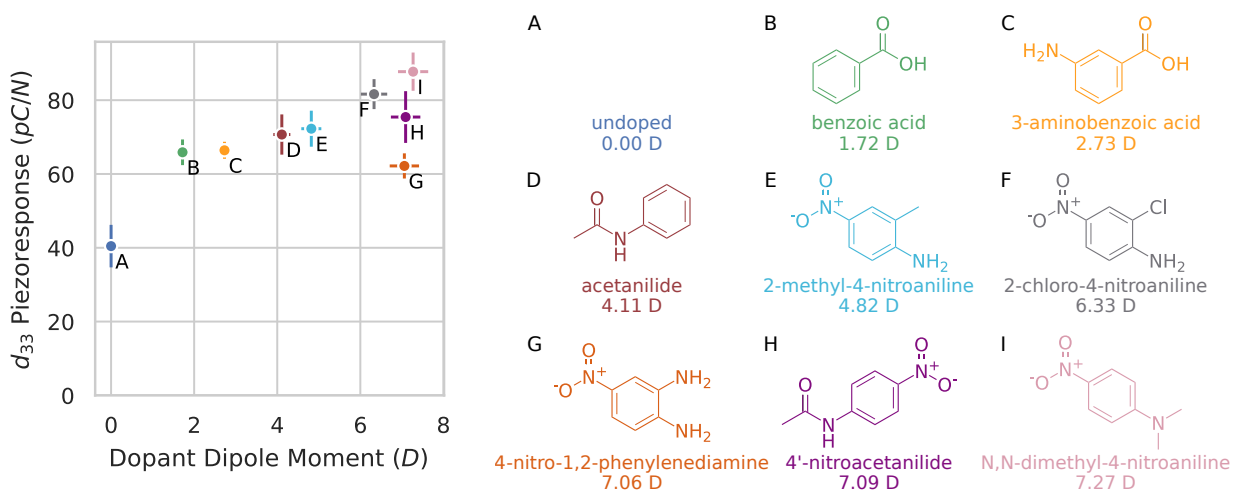 d33 Piezoresponse (pC/N)
80
60
40
20
0
0 2 4 6 8
Dopant Dipole Moment (D)
A
B
C
D
E
F
G
H
I
A
undoped
0.00 D
B
O
OH
benzoic acid
1.72 D
C
H2N
O
OH
3-aminobenzoic acid
2.73 D
D
O
N
H
acetanilide
4.11 D
E
O
-O
N+
NH2
2-methyl-4-nitroaniline
4.82 D
F
O
-O
N+
Cl
NH2
2-chloro-4-nitroaniline
6.33 D
G
O
-O
N+
NH2
NH2
4-nitro-1,2-phenylenediamine
7.06 D
H
O
N+
O-
O
N
H
4'-nitroacetanilide
7.09 D
I
O
-O
N+
N
N,N-dimethyl-4-nitroaniline
7.27 D